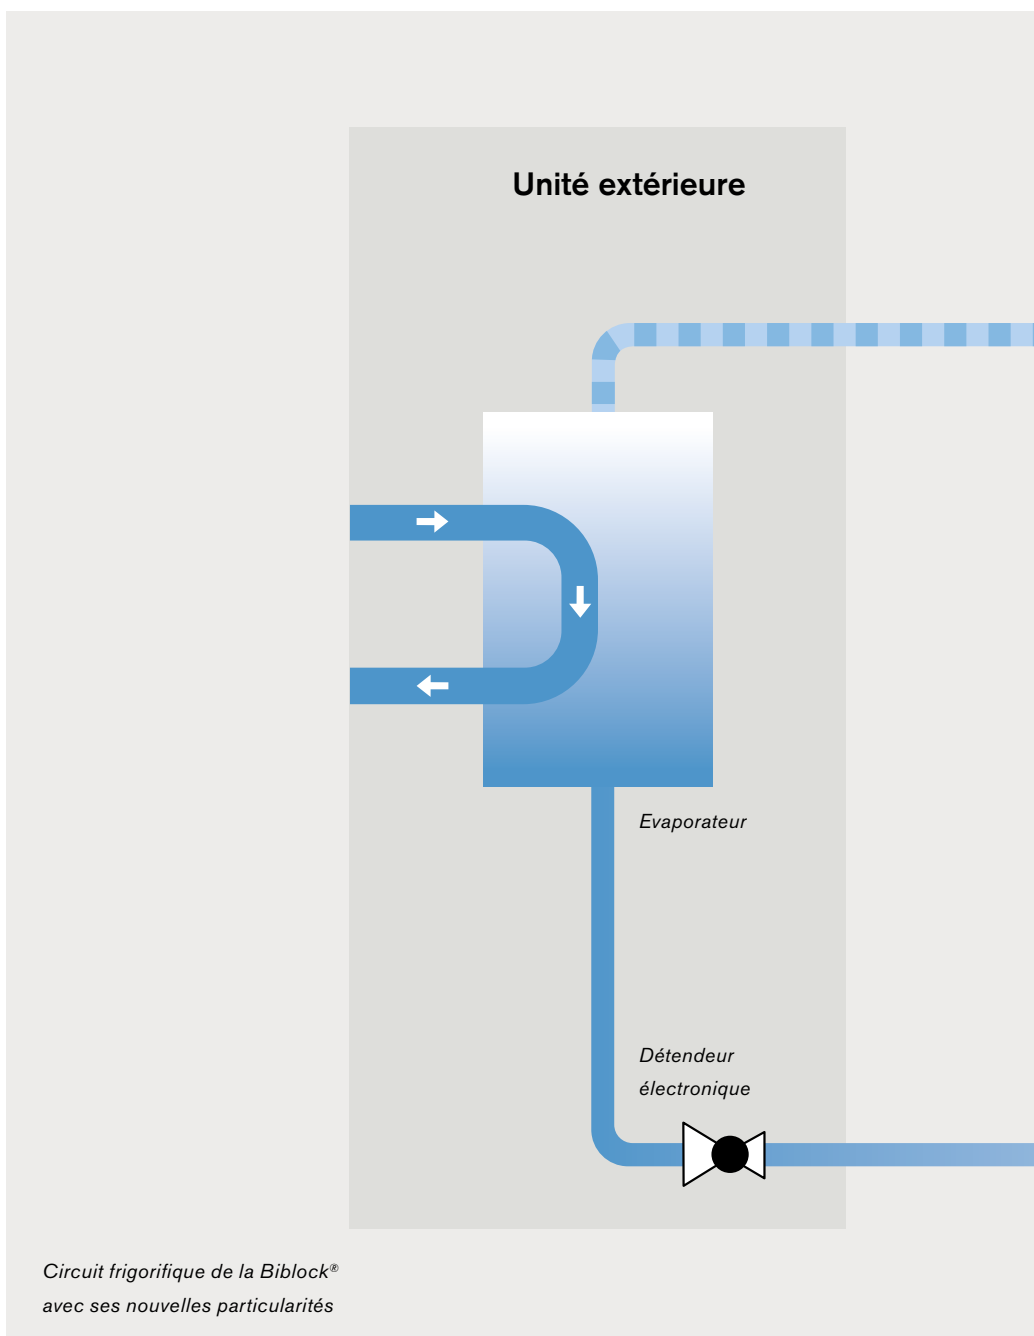 Unité extérieure
Evaporateur
Détendeur
électronique
Circuit frigorifique de la Biblock®
avec ses nouvelles particularités